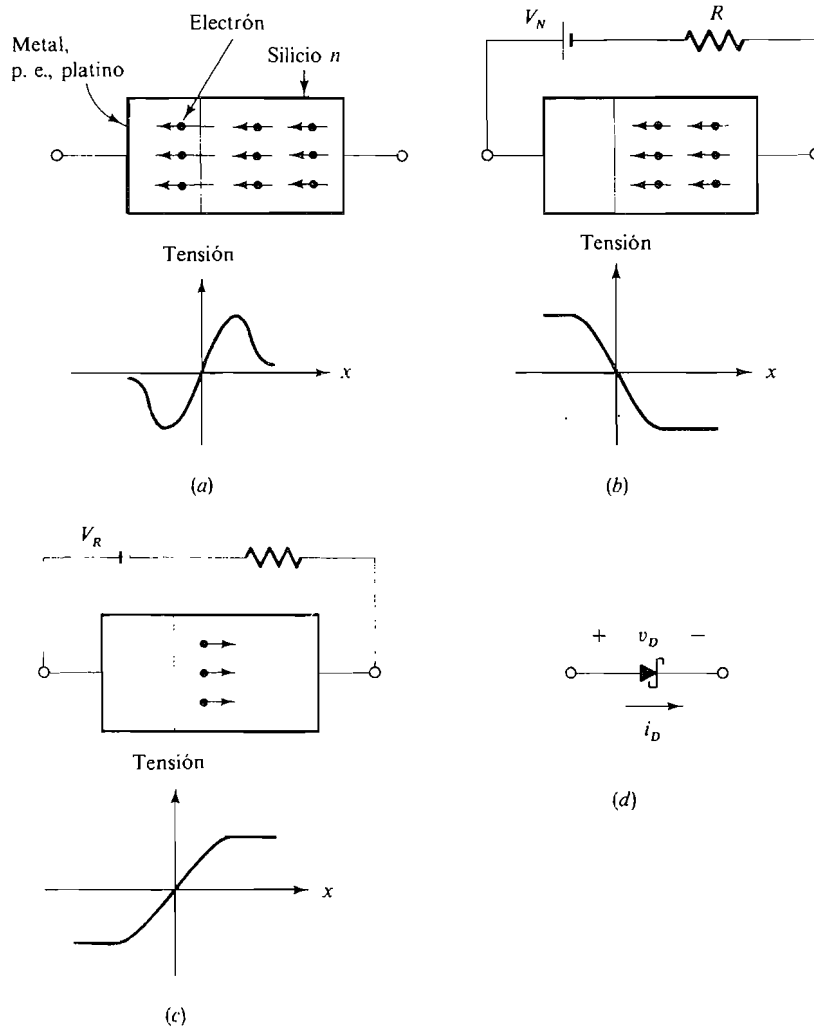 Electrón
Metal,
p. e., platino
Silicio n
Tensión
x
(a)
V_N
R
Tensión
x
(b)
V_R
Tensión
x
(c)
+ v_D −
i_D
(d)